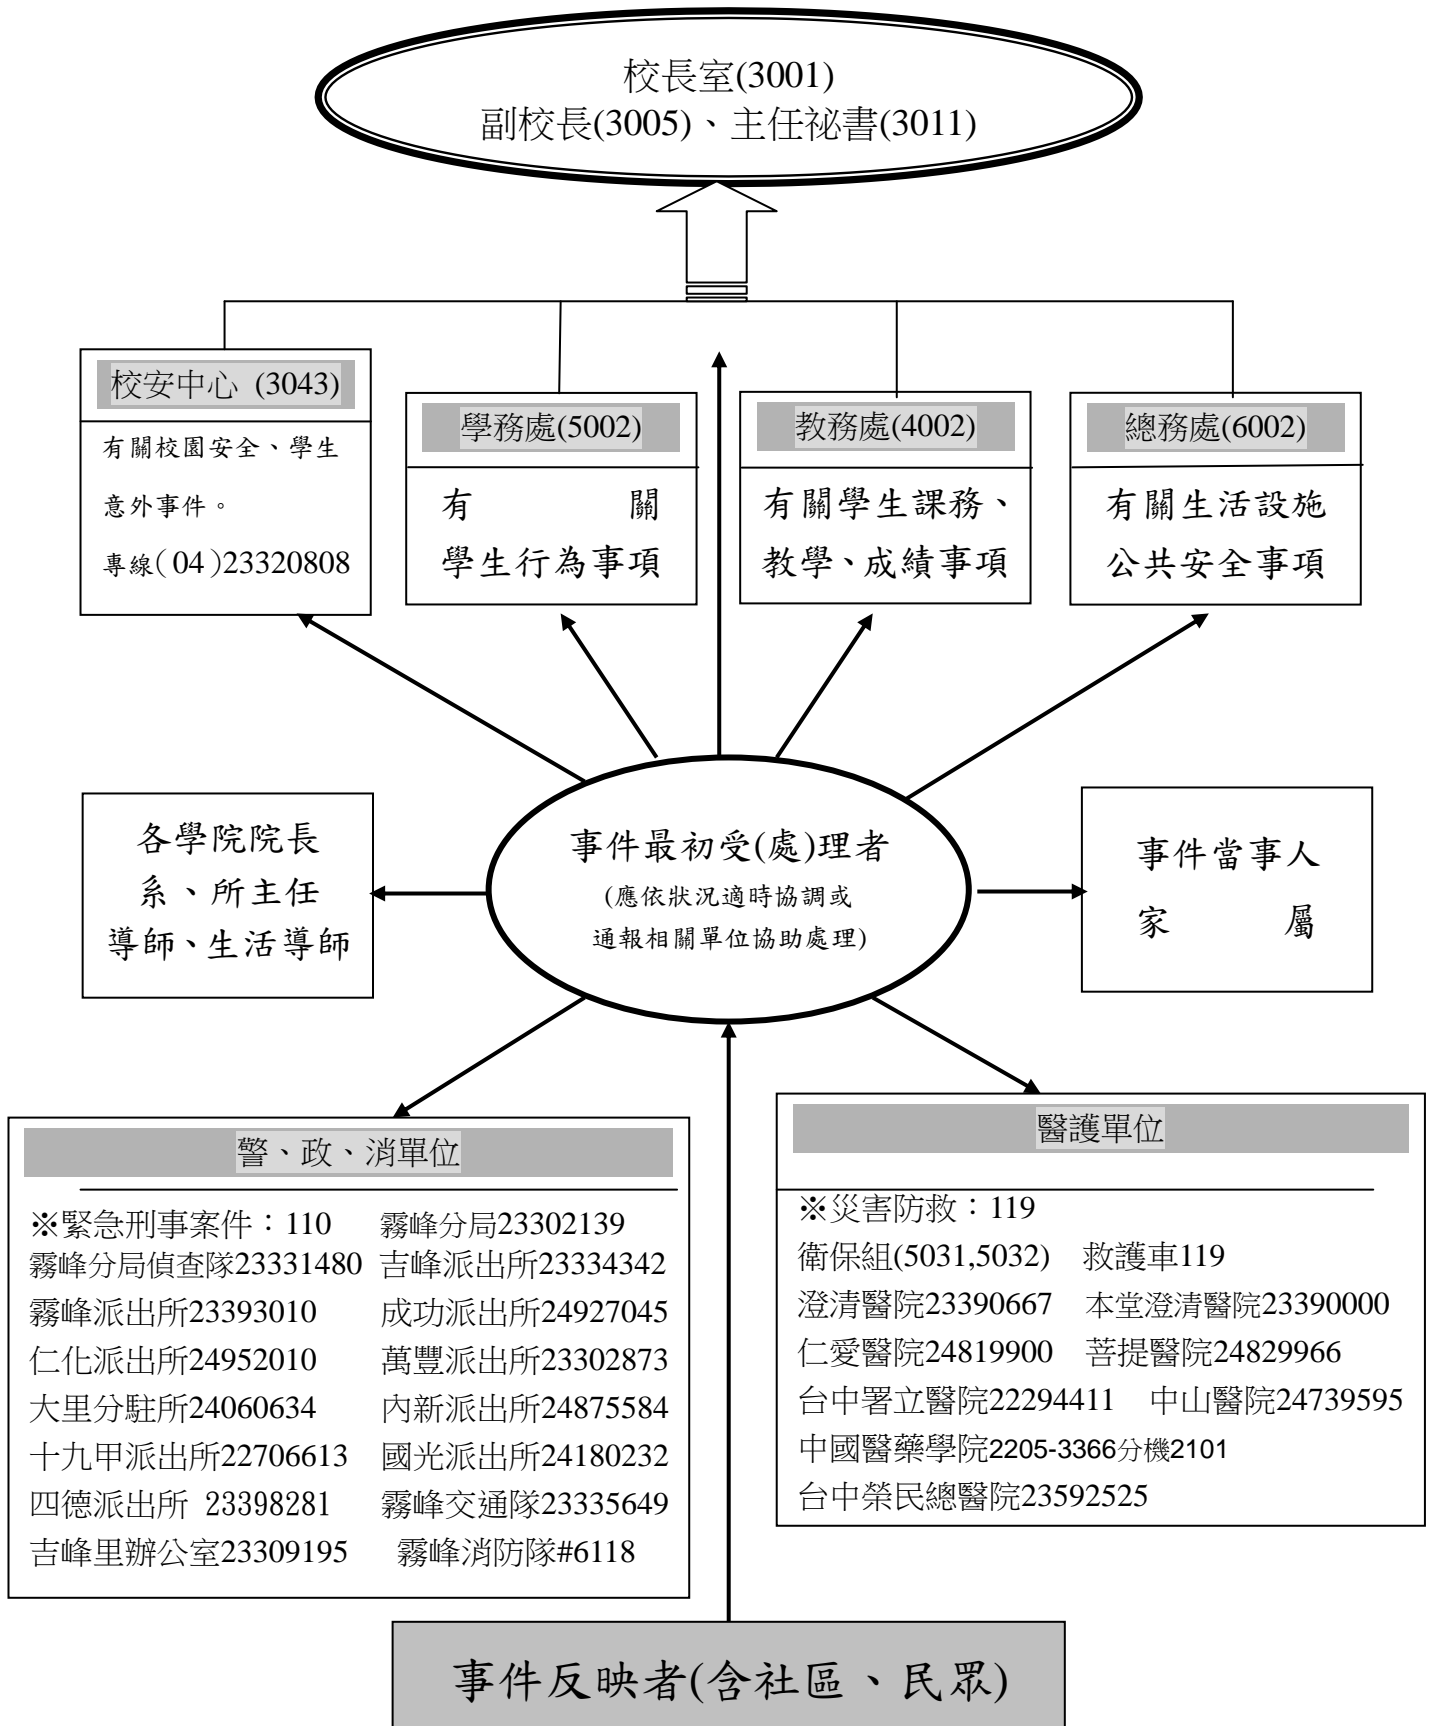 校長室(3001)
副校長(3005)、主任祕書(3011)
校安中心 (3043)
有關校園安全、學生
意外事件。
專線(04)23320808
學務處(5002)
有 關
學生行為事項
教務處(4002)
有關學生課務、
教學、成績事項
總務處(6002)
有關生活設施
公共安全事項
各學院院長
系、所主任
導師、生活導師
事件最初受(處)理者
(應依狀況適時協調或
通報相關單位協助處理)
事件當事人
家 屬
警、政、消單位
※緊急刑事案件：110 霧峰分局23302139
霧峰分局偵查隊23331480 吉峰派出所23334342
霧峰派出所23393010 成功派出所24927045
仁化派出所24952010 萬豐派出所23302873
大里分駐所24060634 內新派出所24875584
十九甲派出所22706613 國光派出所24180232
四德派出所 23398281 霧峰交通隊23335649
吉峰里辦公室23309195 霧峰消防隊#6118
醫護單位
※災害防救：119
衛保組(5031,5032) 救護車119
澄清醫院23390667 本堂澄清醫院23390000
仁愛醫院24819900 菩提醫院24829966
台中署立醫院22294411 中山醫院24739595
中國醫藥學院2205-3366分機2101
台中榮民總醫院23592525
事件反映者(含社區、民眾)